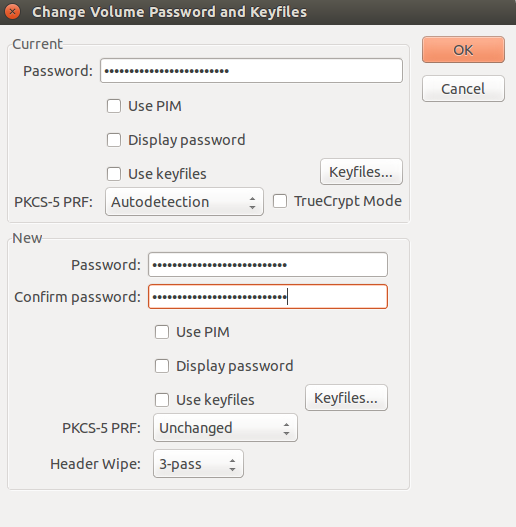 Change Volume Password and Keyfiles
Current
OK
Password: •••••••••••••••••••••••••
Cancel
Use PIM
Display password
Use keyfiles
Keyfiles...
PKCS-5 PRF: Autodetection
TrueCrypt Mode
New
Password: •••••••••••••••••••••••••••
Confirm password: •••••••••••••••••••••••••••
Use PIM
Display password
Use keyfiles
Keyfiles...
PKCS-5 PRF: Unchanged
Header Wipe: 3-pass